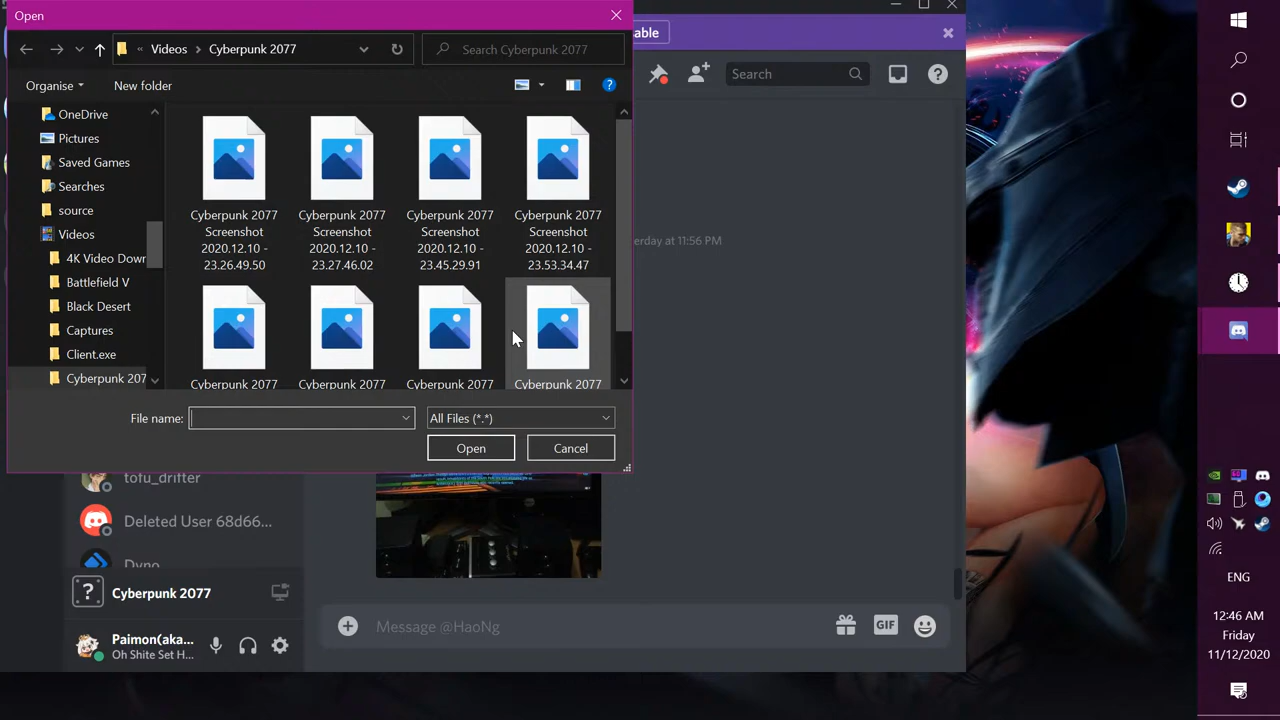 Open
able
« Videos › Cyberpunk 2077
Search Cyberpunk 2077
Search
Organise
New folder
OneDrive
Pictures
Saved Games
Searches
source
Videos
4K Video Down
Battlefield V
Black Desert
Captures
Client.exe
Cyberpunk 207
Cyberpunk 2077
Screenshot
2020.12.10 -
23.26.49.50
Cyberpunk 2077
Screenshot
2020.12.10 -
23.27.46.02
Cyberpunk 2077
Screenshot
2020.12.10 -
23.45.29.91
Cyberpunk 2077
Screenshot
2020.12.10 -
23.53.34.47
Cyberpunk 2077
Cyberpunk 2077
Cyberpunk 2077
Cyberpunk 2077
File name:
All Files (*.*)
Open
Cancel
erday at 11:56 PM
tofu_drifter
Deleted User 68d66...
Dyno
Cyberpunk 2077
Paimon(aka...
Oh Shite Set H...
Message @HaoNg
GIF
ENG
12:46 AM
Friday
11/12/2020